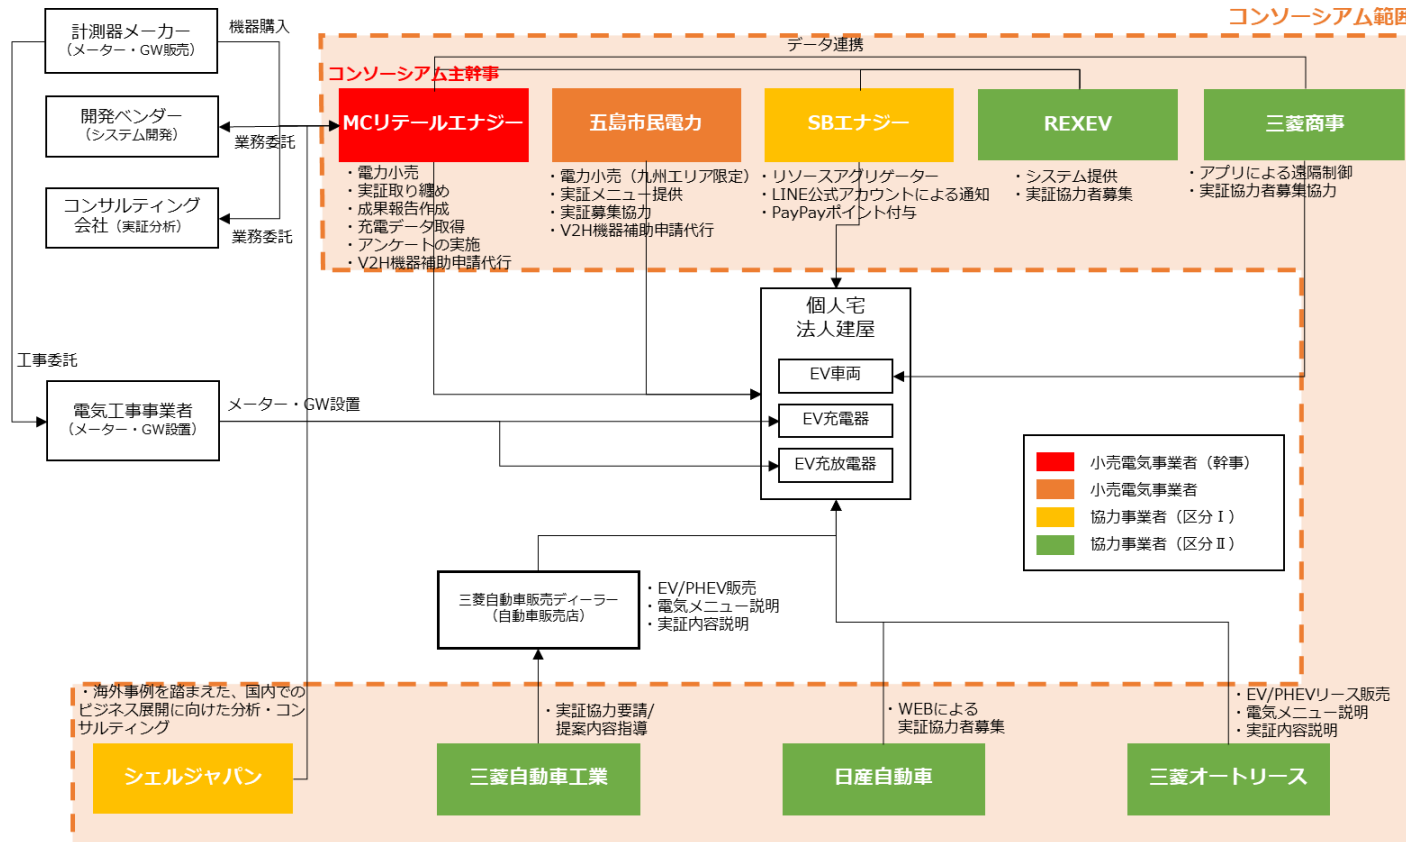 コンソーシアム範囲
計測器メーカー
（メーター・GW販売）
機器購入
データ連携
コンソーシアム主幹事
開発ベンダー
（システム開発）
業務委託
MCリテールエナジー
五島市民電力
SBエナジー
REXEV
三菱商事
・電力小売
・実証取り纏め
・成果報告作成
・充電データ取得
・アンケートの実施
・V2H機器補助申請代行
・電力小売（九州エリア限定）
・実証メニュー提供
・実証募集協力
・V2H機器補助申請代行
・リソースアグリゲーター
・LINE公式アカウントによる通知
・PayPayポイント付与
・システム提供
・実証協力者募集
・アプリによる遠隔制御
・実証協力者募集協力
コンサルティング
会社（実証分析）
業務委託
個人宅
法人建屋
EV車両
EV充電器
EV充放電器
工事委託
電気工事事業者
（メーター・GW設置）
メーター・GW設置
小売電気事業者（幹事）
小売電気事業者
協力事業者（区分Ⅰ）
協力事業者（区分Ⅱ）
三菱自動車販売ディーラー
（自動車販売店）
・EV/PHEV販売
・電気メニュー説明
・実証内容説明
・海外事例を踏まえた、国内での
ビジネス展開に向けた分析・コン
サルティング
・実証協力要請/
提案内容指導
・WEBによる
実証協力者募集
・EV/PHEVリース販売
・電気メニュー説明
・実証内容説明
シェルジャパン
三菱自動車工業
日産自動車
三菱オートリース